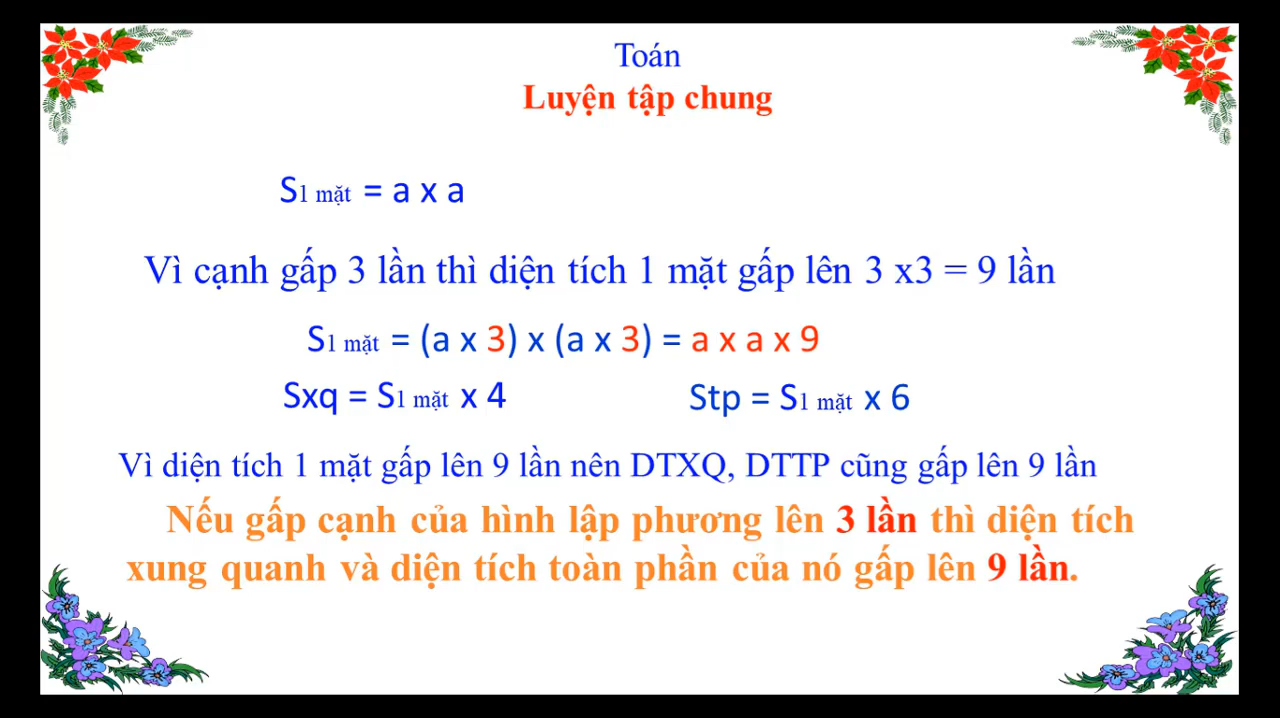 Toán
Luyện tập chung
S1 mặt = a x a
Vì cạnh gấp 3 lần thì diện tích 1 mặt gấp lên 3 x3 = 9 lần
S1 mặt = (a x 3) x (a x 3) = a x a x 9
Sxq = S1 mặt x 4 Stp = S1 mặt x 6
Vì diện tích 1 mặt gấp lên 9 lần nên DTXQ, DTTP cũng gấp lên 9 lần
Nếu gấp cạnh của hình lập phương lên 3 lần thì diện tích
xung quanh và diện tích toàn phần của nó gấp lên 9 lần.